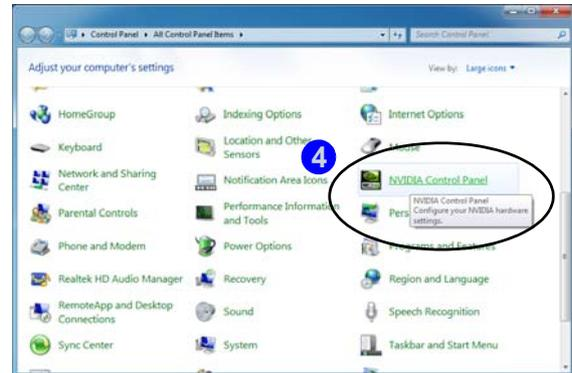 Control Panel ▸ All Control Panel Items ▸
Search Control Panel
Adjust your computer's settings
View by: Large icons
HomeGroup
Indexing Options
Internet Options
Keyboard
Location and Other
Sensors
4
Mouse
Network and Sharing
Center
Notification Area Icons
NVIDIA Control Panel
NVIDIA Control Panel
Configure your NVIDIA hardware
settings.
Parental Controls
Performance Information
and Tools
Pers
Phone and Modem
Power Options
Programs and Features
Realtek HD Audio Manager
Recovery
Region and Language
RemoteApp and Desktop
Connections
Sound
Speech Recognition
Sync Center
System
Taskbar and Start Menu